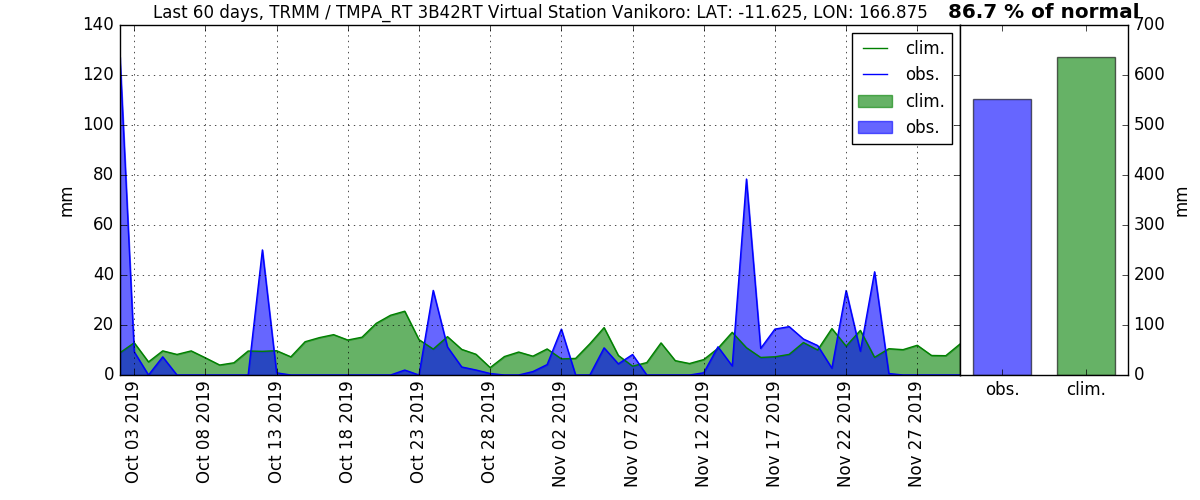 Last 60 days, TRMM / TMPA_RT 3B42RT Virtual Station Vanikoro: LAT: -11.625, LON: 166.875
86.7 % of normal
140
120
100
80
60
40
20
0
mm
clim.
obs.
clim.
obs.
Oct 03 2019
Oct 08 2019
Oct 13 2019
Oct 18 2019
Oct 23 2019
Oct 28 2019
Nov 02 2019
Nov 07 2019
Nov 12 2019
Nov 17 2019
Nov 22 2019
Nov 27 2019
700
600
500
400
300
200
100
0
mm
obs.
clim.